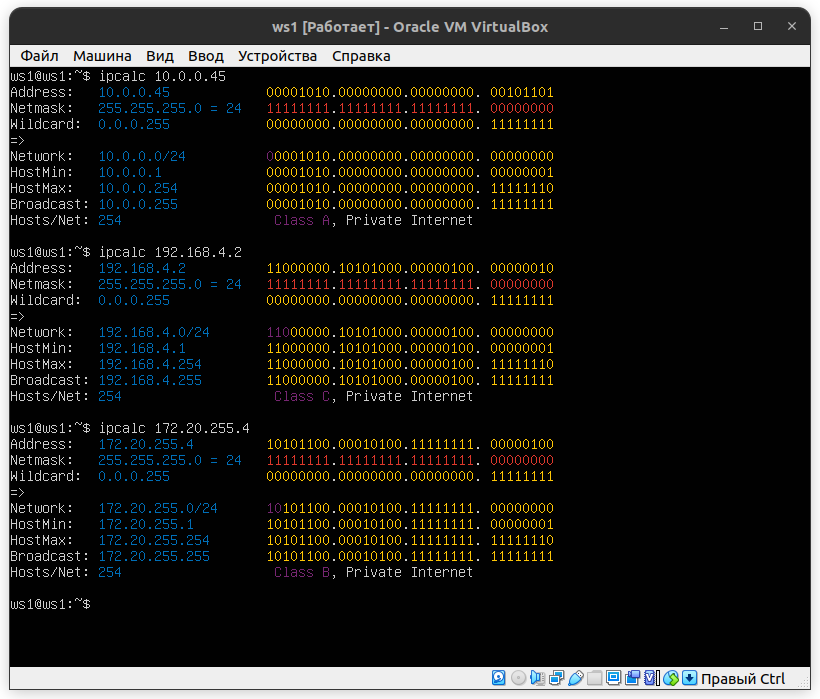 ws1 [Работает] - Oracle VM VirtualBox
Файл Машина Вид Ввод Устройства Справка
ws1@ws1:~$ ipcalc 10.0.0.45
Address:   10.0.0.45            00001010.00000000.00000000. 00101101
Netmask:   255.255.255.0 = 24   11111111.11111111.11111111. 00000000
Wildcard:  0.0.0.255            00000000.00000000.00000000. 11111111
=>
Network:   10.0.0.0/24          00001010.00000000.00000000. 00000000
HostMin:   10.0.0.1             00001010.00000000.00000000. 00000001
HostMax:   10.0.0.254           00001010.00000000.00000000. 11111110
Broadcast: 10.0.0.255           00001010.00000000.00000000. 11111111
Hosts/Net: 254                   Class A, Private Internet
ws1@ws1:~$ ipcalc 192.168.4.2
Address:   192.168.4.2          11000000.10101000.00000100. 00000010
Netmask:   255.255.255.0 = 24   11111111.11111111.11111111. 00000000
Wildcard:  0.0.0.255            00000000.00000000.00000000. 11111111
=>
Network:   192.168.4.0/24       11000000.10101000.00000100. 00000000
HostMin:   192.168.4.1          11000000.10101000.00000100. 00000001
HostMax:   192.168.4.254        11000000.10101000.00000100. 11111110
Broadcast: 192.168.4.255        11000000.10101000.00000100. 11111111
Hosts/Net: 254                   Class C, Private Internet
ws1@ws1:~$ ipcalc 172.20.255.4
Address:   172.20.255.4         10101100.00010100.11111111. 00000100
Netmask:   255.255.255.0 = 24   11111111.11111111.11111111. 00000000
Wildcard:  0.0.0.255            00000000.00000000.00000000. 11111111
=>
Network:   172.20.255.0/24      10101100.00010100.11111111. 00000000
HostMin:   172.20.255.1         10101100.00010100.11111111. 00000001
HostMax:   172.20.255.254       10101100.00010100.11111111. 11111110
Broadcast: 172.20.255.255       10101100.00010100.11111111. 11111111
Hosts/Net: 254                   Class B, Private Internet
ws1@ws1:~$
Правый Ctrl